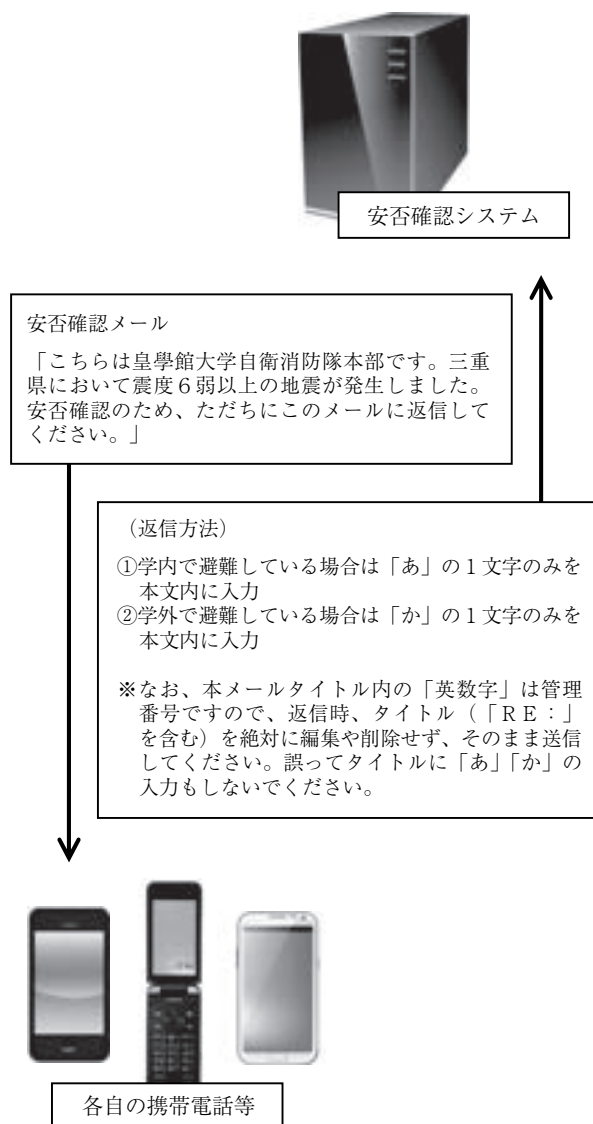 安否確認システム
安否確認メール
「こちらは皇學館大学自衛消防隊本部です。三重
県において震度６弱以上の地震が発生しました。
安否確認のため、ただちにこのメールに返信して
ください。」
（返信方法）
①学内で避難している場合は「あ」の１文字のみを
本文内に入力
②学外で避難している場合は「か」の１文字のみを
本文内に入力
※なお、本メールタイトル内の「英数字」は管理
番号ですので、返信時、タイトル（「ＲＥ：」
を含む）を絶対に編集や削除せず、そのまま送信
してください。誤ってタイトルに「あ」「か」の
入力もしないでください。
各自の携帯電話等